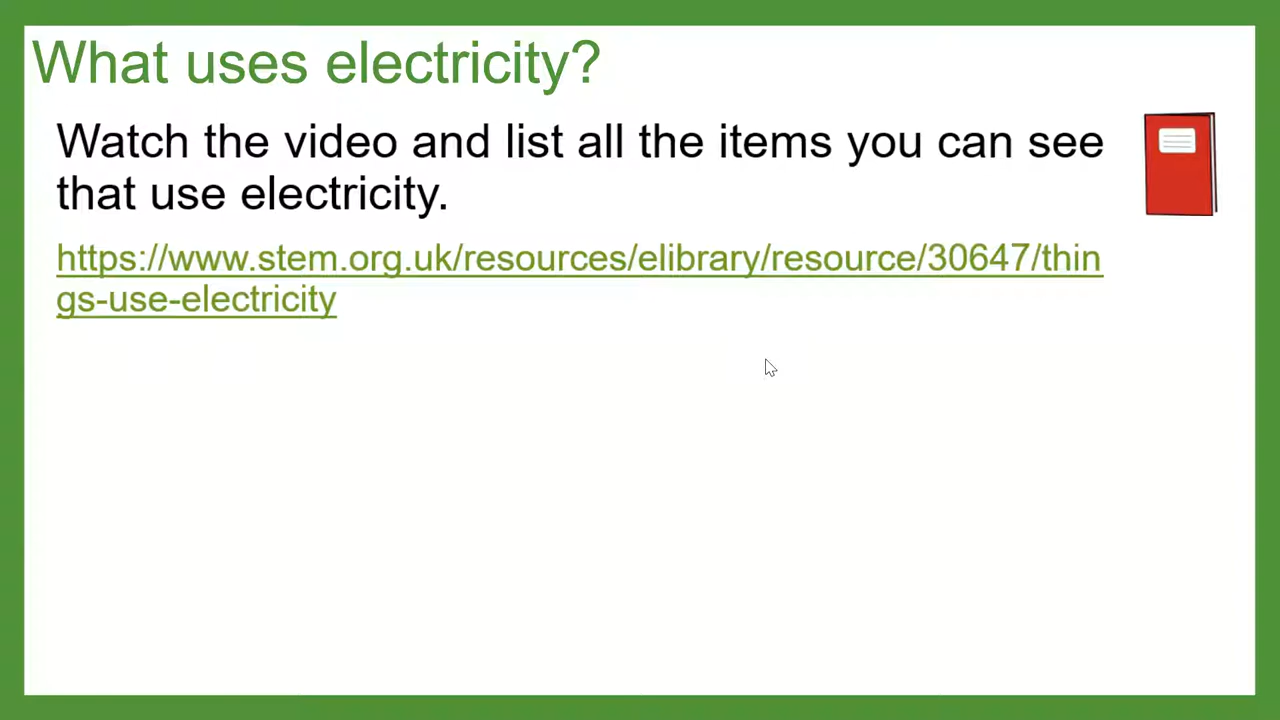 What uses electricity?
Watch the video and list all the items you can see
that use electricity.
https://www.stem.org.uk/resources/elibrary/resource/30647/thin
gs-use-electricity